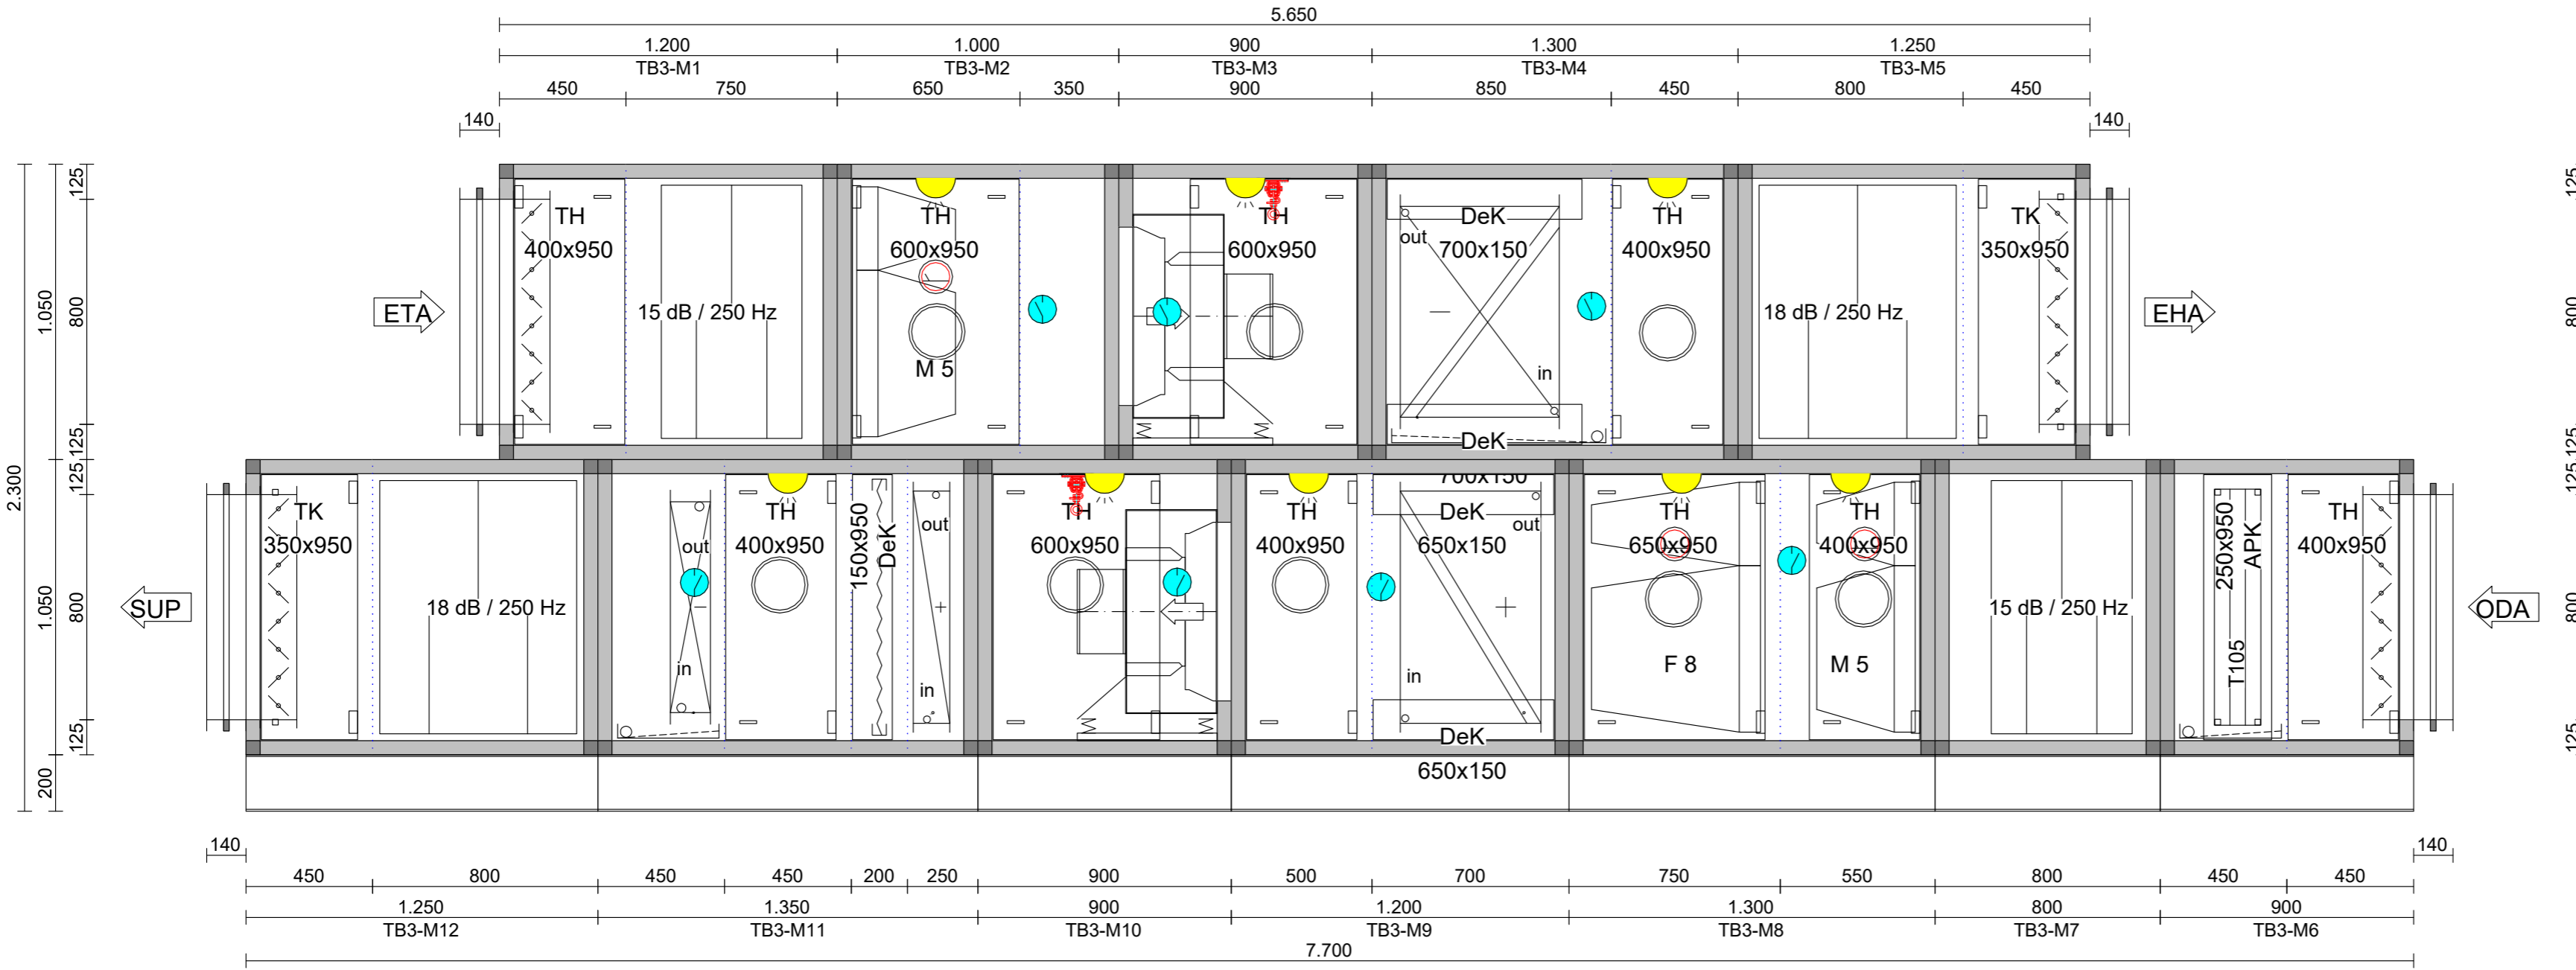 5.650
1.200 1.000 900 1.300 1.250
TB3-M1 TB3-M2 TB3-M3 TB3-M4 TB3-M5
450 750 650 350 900 850 450 800 450
140 140
125 800 125
1.050
2.300
ETA
TH
400x950
15 dB / 250 Hz
TH
600x950
M 5
TH
600x950
DeK
700x150
out
in
DeK
700x150
TH
400x950
18 dB / 250 Hz
TK
350x950
EHA
125 800 125
125 800 125
1.050
200
SUP
TK
350x950
18 dB / 250 Hz
out
in
TH
400x950
150x950
DeK
out
in
TH
600x950
TH
400x950
DeK
650x150
out
in
DeK
650x150
TH
650x950
F 8
TH
400x950
M 5
15 dB / 250 Hz
250x950
APK
T105
TH
400x950
ODA
125 800 125
140 140
450 800 450 450 200 250 900 500 700 750 550 800 450 450
1.250 1.350 900 1.200 1.300 800 900
TB3-M12 TB3-M11 TB3-M10 TB3-M9 TB3-M8 TB3-M7 TB3-M6
7.700